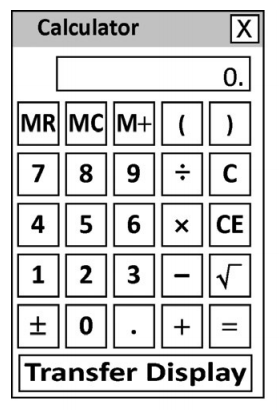 Calculator X
0.
MR MC M+ ( )
7 8 9 ÷ C
4 5 6 × CE
1 2 3 − √
± 0 . + =
Transfer Display